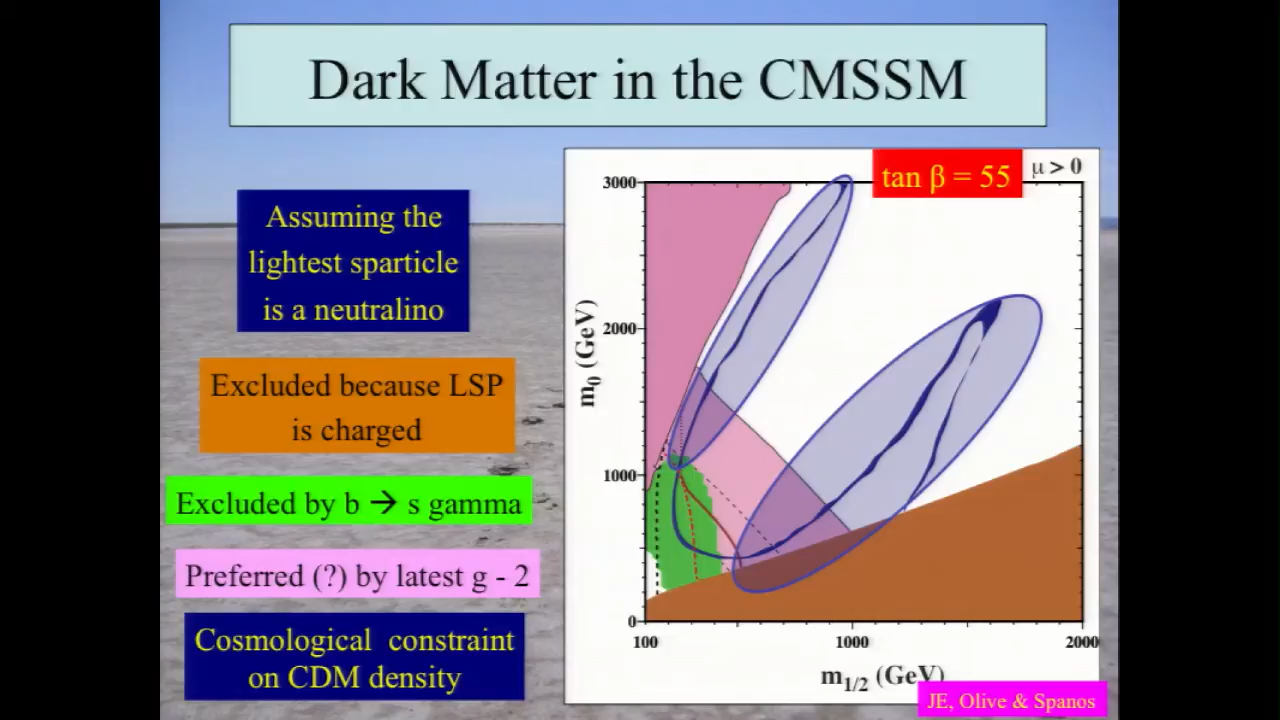 Dark Matter in the CMSSM
Assuming the
lightest sparticle
is a neutralino
Excluded because LSP
is charged
Excluded by b → s gamma
Preferred (?) by latest g - 2
Cosmological constraint
on CDM density
tan β = 55
μ > 0
3000
2000
1000
0
m0 (GeV)
100
1000
2000
m1/2 (GeV)
JE, Olive & Spanos